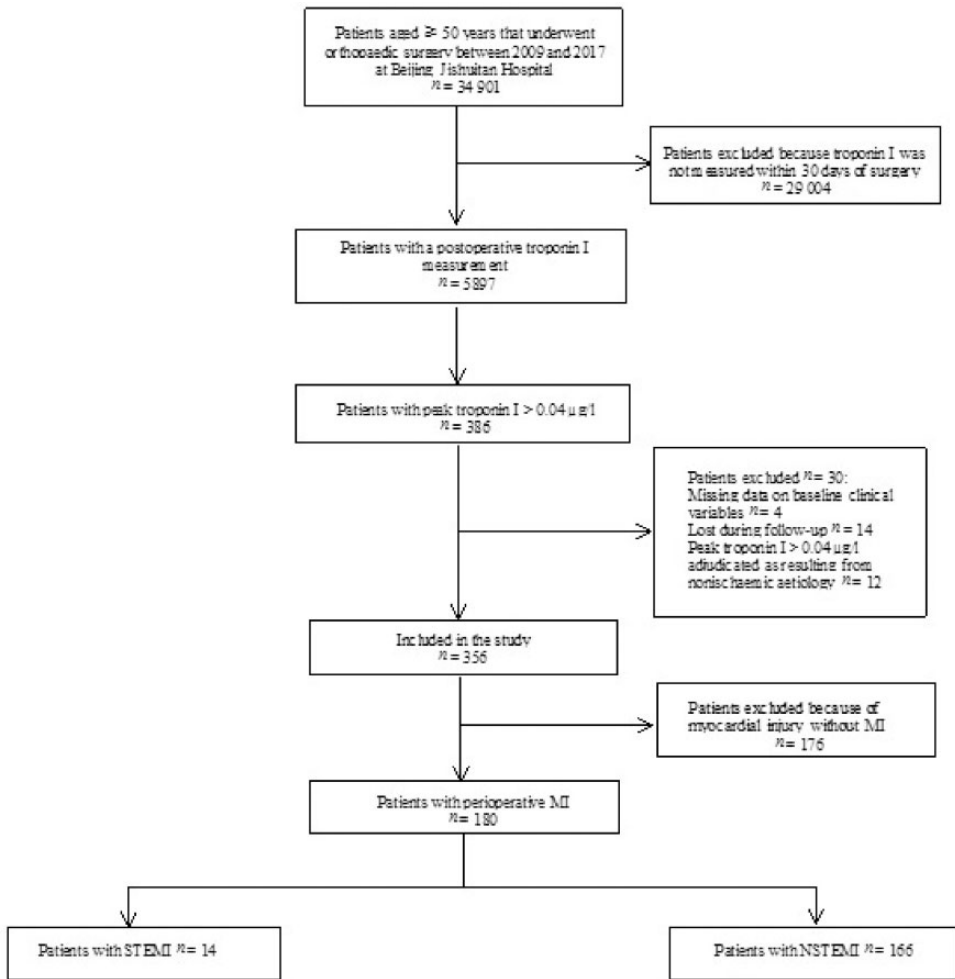 Patients aged ≥ 50 years that underwent
orthopaedic surgery between 2009 and 2017
at Beijing Jishuitan Hospital
n = 34 901
Patients excluded because troponin I was
not measured within 30 days of surgery
n = 29 004
Patients with a postoperative troponin I
measurement
n = 5897
Patients with peak troponin I > 0.04 µg/l
n = 386
Patients excluded n = 30:
Missing data on baseline clinical
variables n = 4
Lost during follow-up n = 14
Peak troponin I > 0.04 µg/l
adjudicated as resulting from
nonischaemic aetiology n = 12
Included in the study
n = 356
Patients excluded because of
myocardial injury without MI
n = 176
Patients with perioperative MI
n = 180
Patients with STEMI n = 14
Patients with NSTEMI n = 166